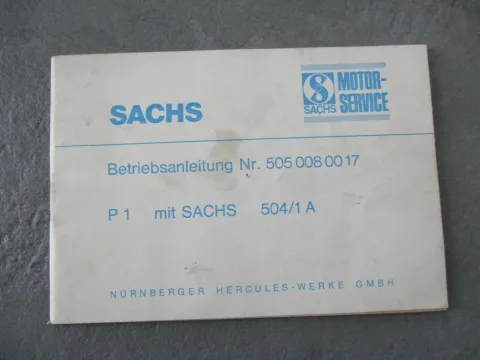 SACHS
SACHS
MOTOR-
SERVICE
Betriebsanleitung Nr. 505 008 00 17
P 1 mit SACHS 504/1 A
NÜRNBERGER HERCULES-WERKE GMBH